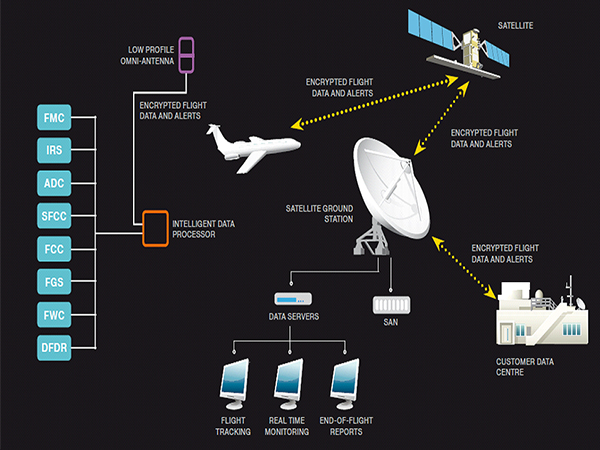 SATELLITE
LOW PROFILE
OMNI-ANTENNA
ENCRYPTED FLIGHT
DATA AND ALERTS
ENCRYPTED FLIGHT
DATA AND ALERTS
ENCRYPTED FLIGHT
DATA AND ALERTS
FMC
IRS
ADC
SFCC
FCC
FGS
FWC
DFDR
INTELLIGENT DATA
PROCESSOR
SATELLITE GROUND
STATION
ENCRYPTED FLIGHT
DATA AND ALERTS
DATA SERVERS
SAN
CUSTOMER DATA
CENTRE
FLIGHT
TRACKING
REAL TIME
MONITORING
END-OF-FLIGHT
REPORTS